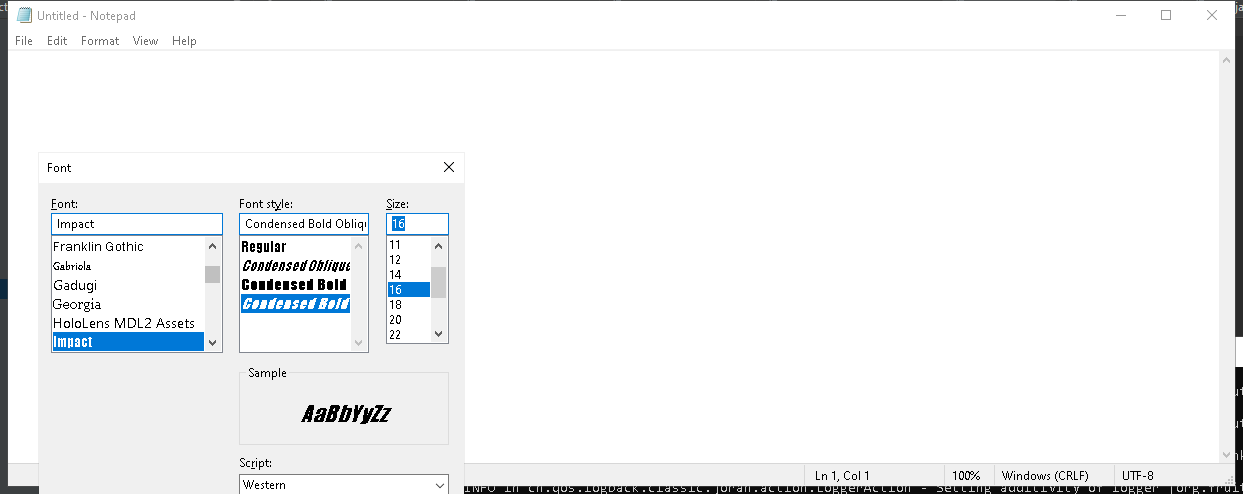 Untitled - Notepad
File Edit Format View Help
Font
Font: Font style: Size:
Impact Condensed Bold Obliqu 16
Franklin Gothic
Gabriola
Gadugi
Georgia
HoloLens MDL2 Assets
Impact
Regular
Condensed Oblique
Condensed Bold
Condensed Bold
11
12
14
16
18
20
22
Sample
AaBbYyZz
Script:
Western
Ln 1, Col 1 100% Windows (CRLF) UTF-8
INFO in ch.qos.logback.classic.joran.action.LoggerAction - Setting additivity of logger